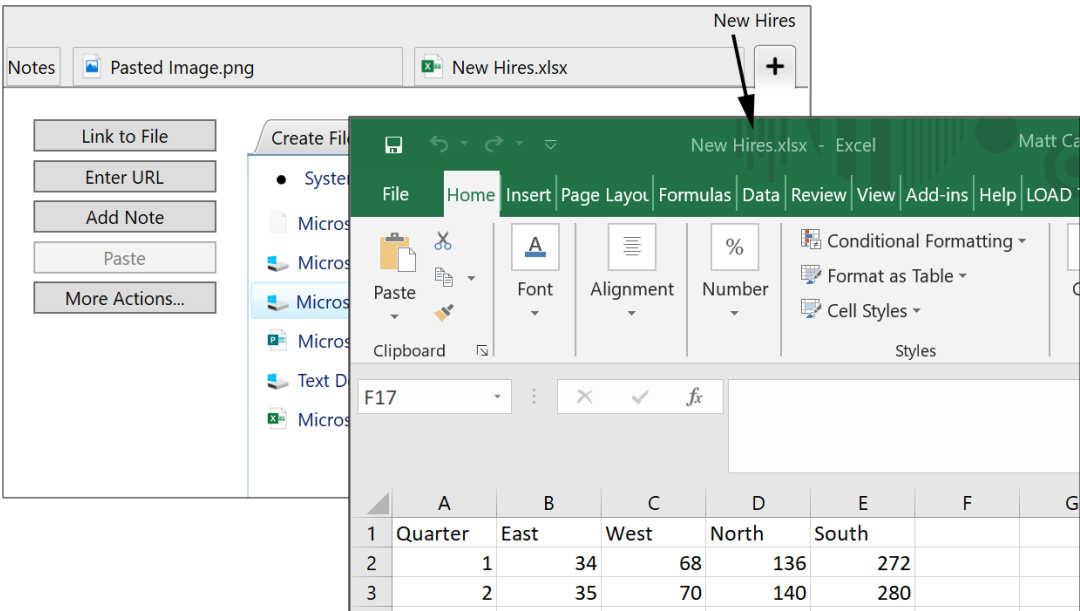 New Hires
Notes
Pasted Image.png
New Hires.xlsx
+
Link to File
Enter URL
Add Note
Paste
More Actions...
Create File
Micros
Micros
Micros
Micros
Text D
Micros
New Hires.xlsx - Excel
Matt Ca
File Home Insert Page Layou Formulas Data Review View Add-ins Help LOAD
Paste
Clipboard
Font
Alignment
Number
%
A
Conditional Formatting
Format as Table
Cell Styles
Styles
F17
fx
A B C D E F G
1 Quarter East West North South
2 1 34 68 136 272
3 2 35 70 140 280